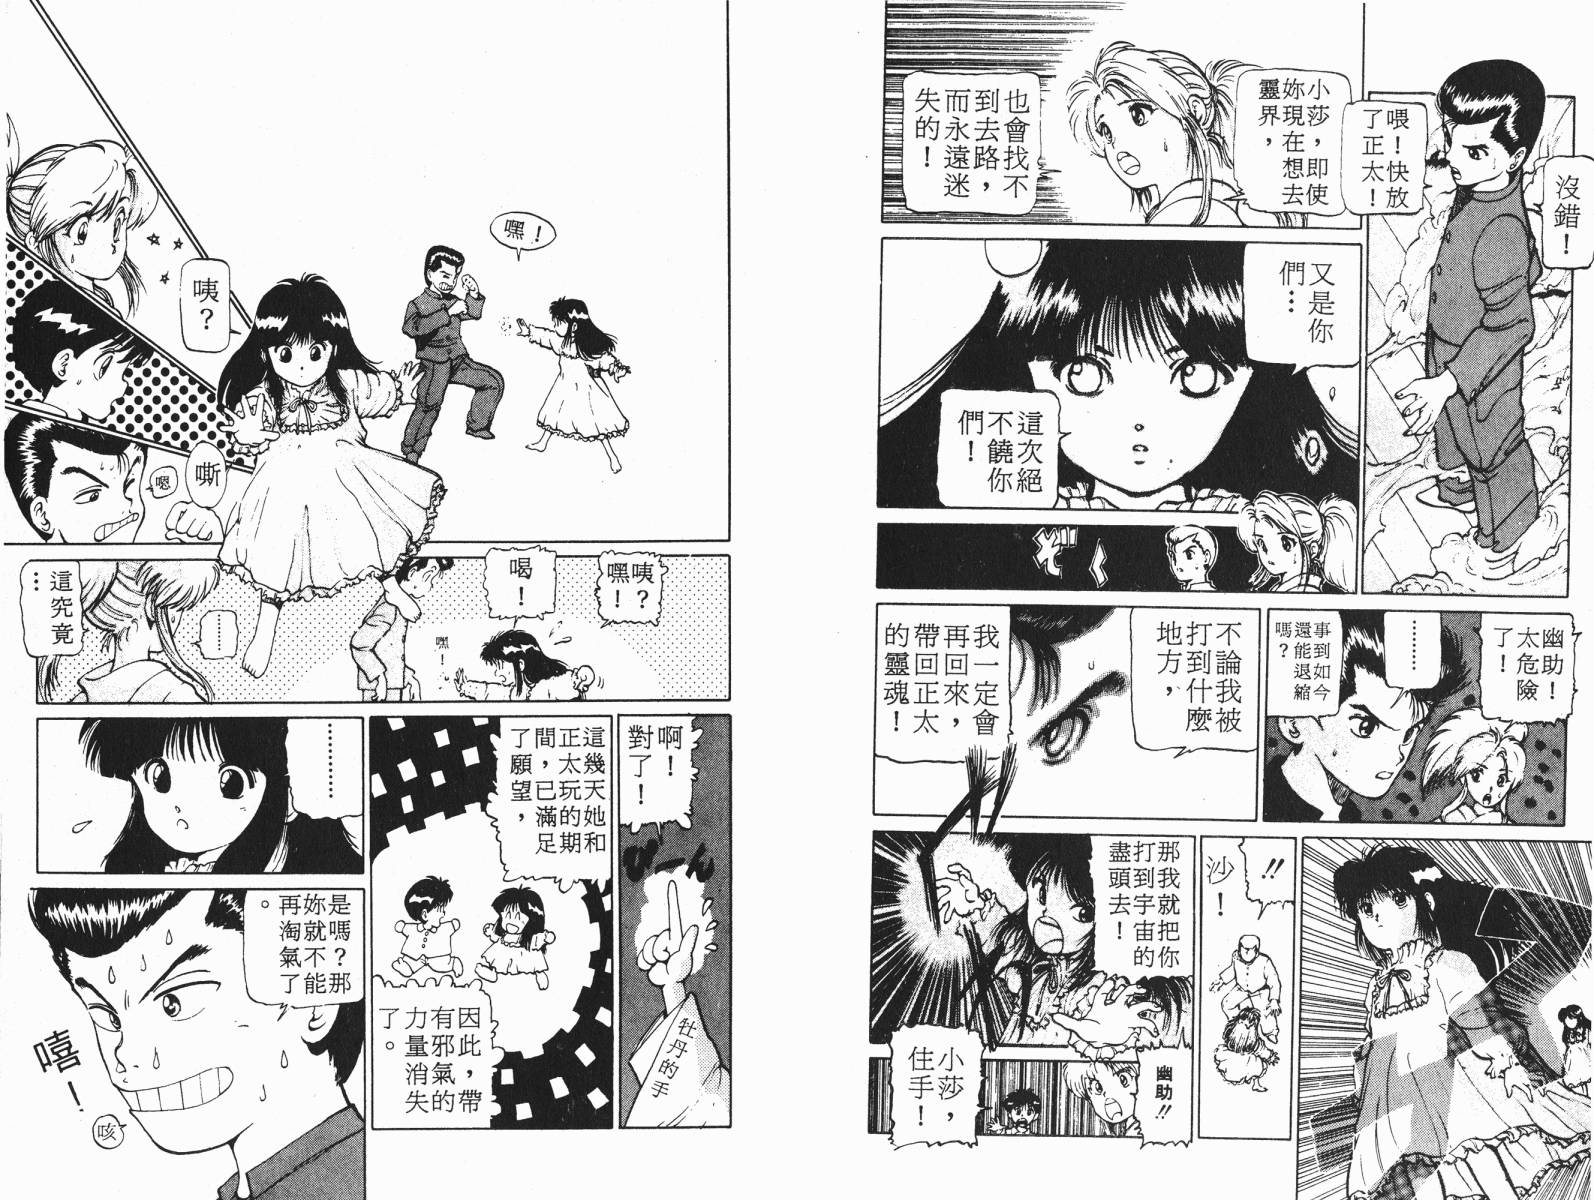 沒錯！
喂！快放
了正太！
小莎，即使
妳現在想去
靈界，
也會找不
到去路，
而永遠迷
失的！
又是你
們…
這次絕
不饒你
們！
ぞく
幽助！
太危險
了！
………
事到如今
還能退縮
嗎？
不論我被
打到什麼
地方，
我一定會
再回來，
帶回正太
的靈魂！
!!
沙！
那我就把你
打到宇宙的
盡頭去！
幽助!!
小莎，
住手！
嘿！
咦？
嘶
嗯
咦？
嘿！
喝！
嘿！
……
這究竟
…
啊！
對了！
びーん
牡丹的手
這幾天她和
正太玩的期
間，已滿足
了願望，
因此，帶
有邪氣的
力量消失
了。
………
是嗎？那
妳就不能
再淘氣了
。
嘻！
咳